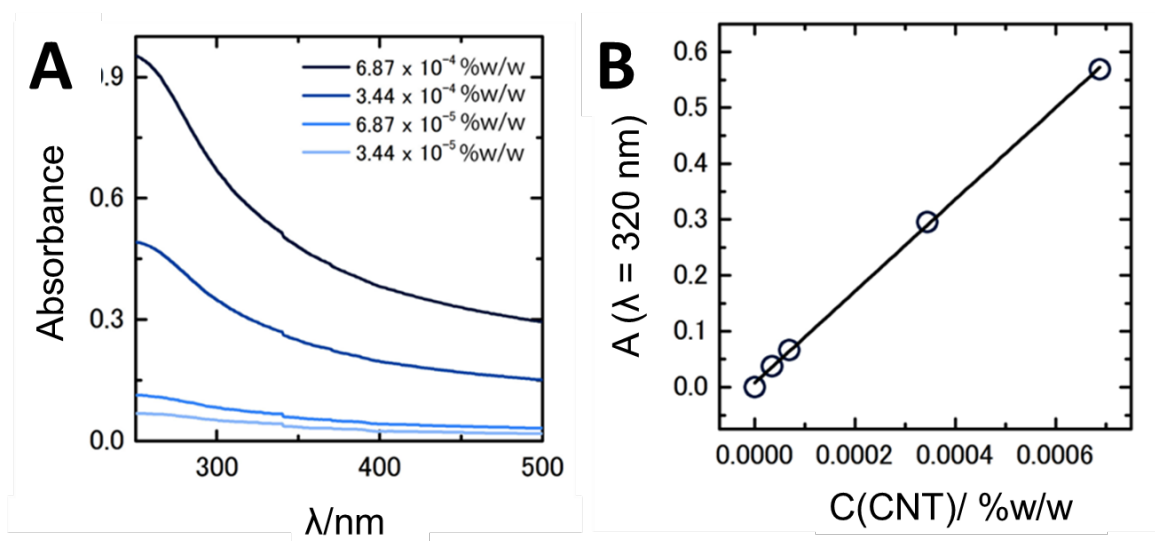 A
Absorbance
.9
0.6
0.3
0.0
300
400
500
λ/nm
6.87 x 10⁻⁴ %w/w
3.44 x 10⁻⁴ %w/w
6.87 x 10⁻⁵ %w/w
3.44 x 10⁻⁵ %w/w
B
A (λ = 320 nm)
0.6
0.5
0.4
0.3
0.2
0.1
0.0
0.0000
0.0002
0.0004
0.0006
C(CNT)/ %w/w